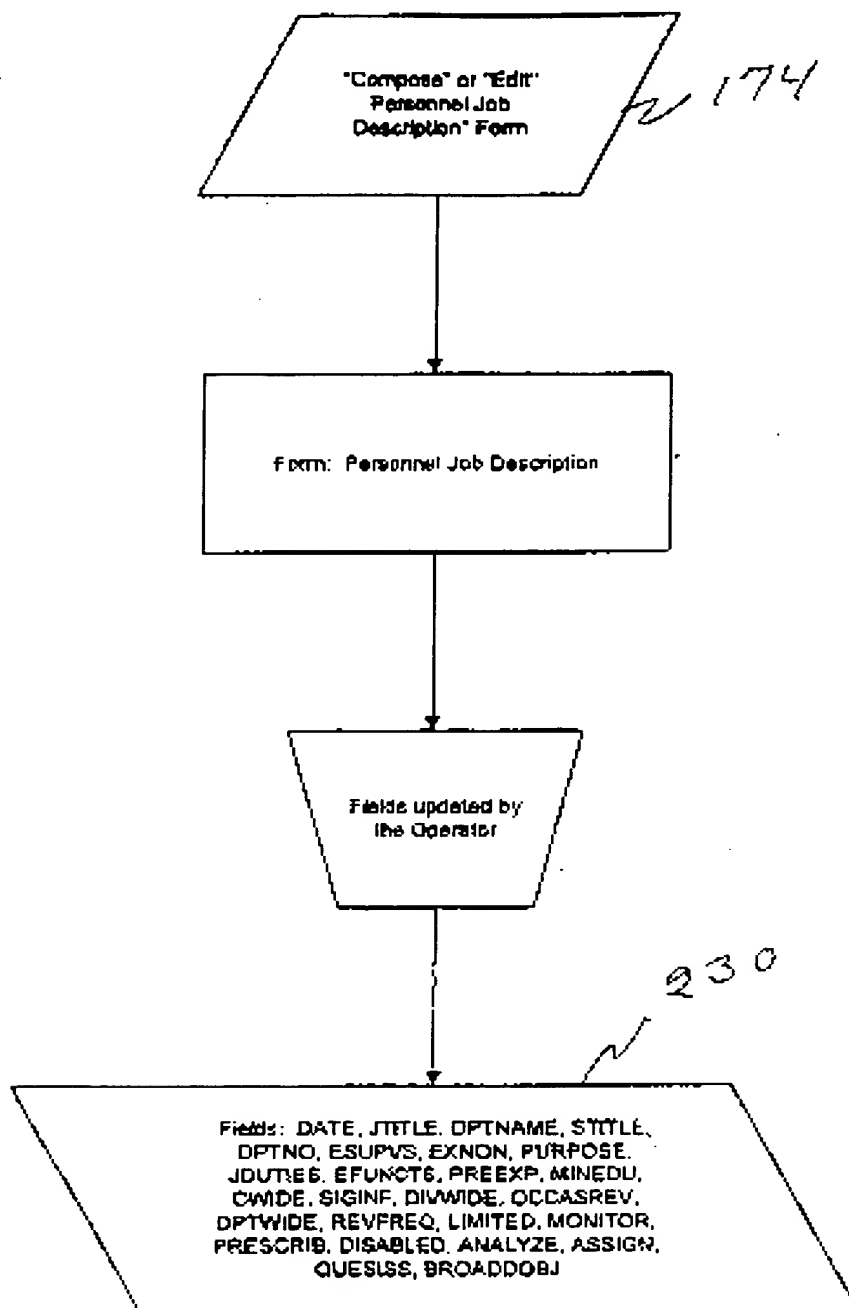 "Compose" or "Edit"
Personnel Job
Description" Form
174
Form: Personnel Job Description
Fields updated by
the Operator
230
Fields: DATE, JTITLE, DPTNAME, STITLE,
DPTNO, ESUPVS, EXNON, PURPOSE,
JDUTIES, EFUNCTS, PREEXP, MINEDU,
CWIDE, SIGINF, DIVWIDE, OCCASREV,
DPTWIDE, REVFREQ, LIMITED, MONITOR,
PRESCRIB, DISABLED, ANALYZE, ASSIGN,
QUESISS, BROADDOBJ